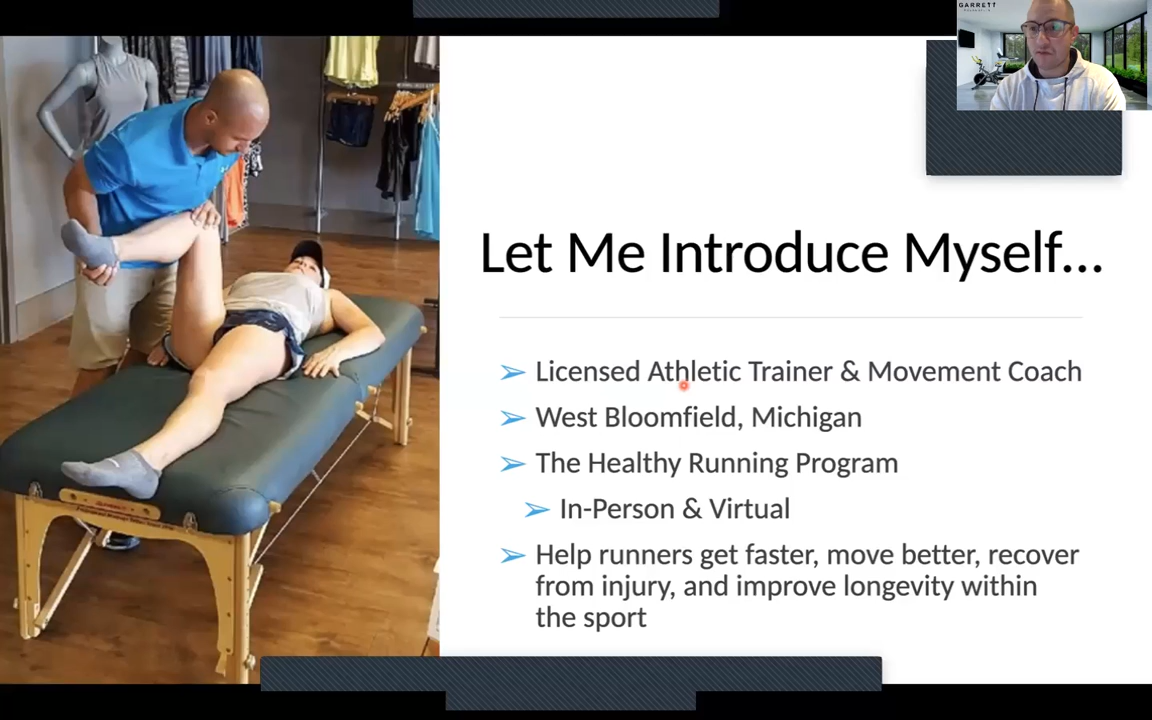 GARRETT
Let Me Introduce Myself...
➢ Licensed Athletic Trainer & Movement Coach
➢ West Bloomfield, Michigan
➢ The Healthy Running Program
➢ In-Person & Virtual
➢ Help runners get faster, move better, recover
from injury, and improve longevity within
the sport